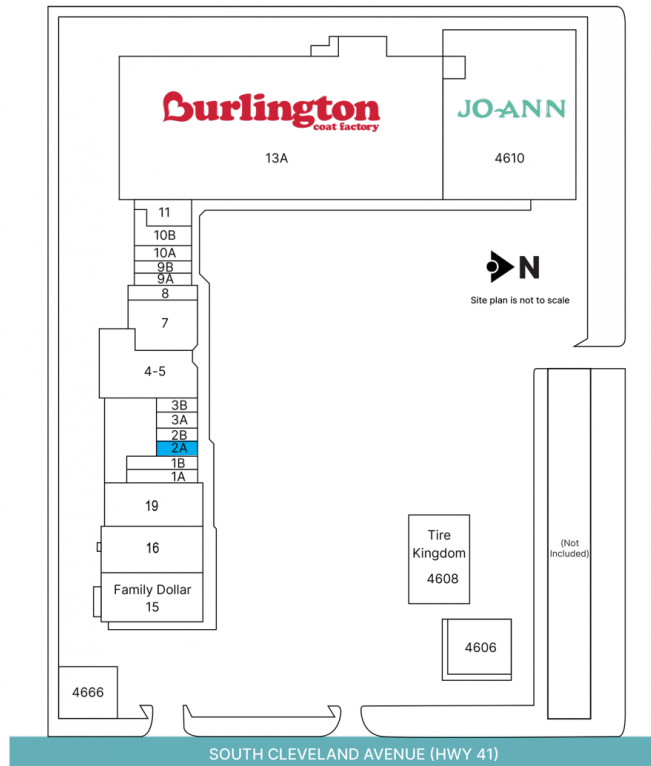 Burlington
coat factory
JO-ANN
13A
4610
11
10B
10A
9B
9A
8
7
4-5
3B
3A
2B
2A
1B
1A
19
16
Family Dollar
15
4666
N
Site plan is not to scale
Tire
Kingdom
4608
4606
(Not
Included)
SOUTH CLEVELAND AVENUE (HWY 41)